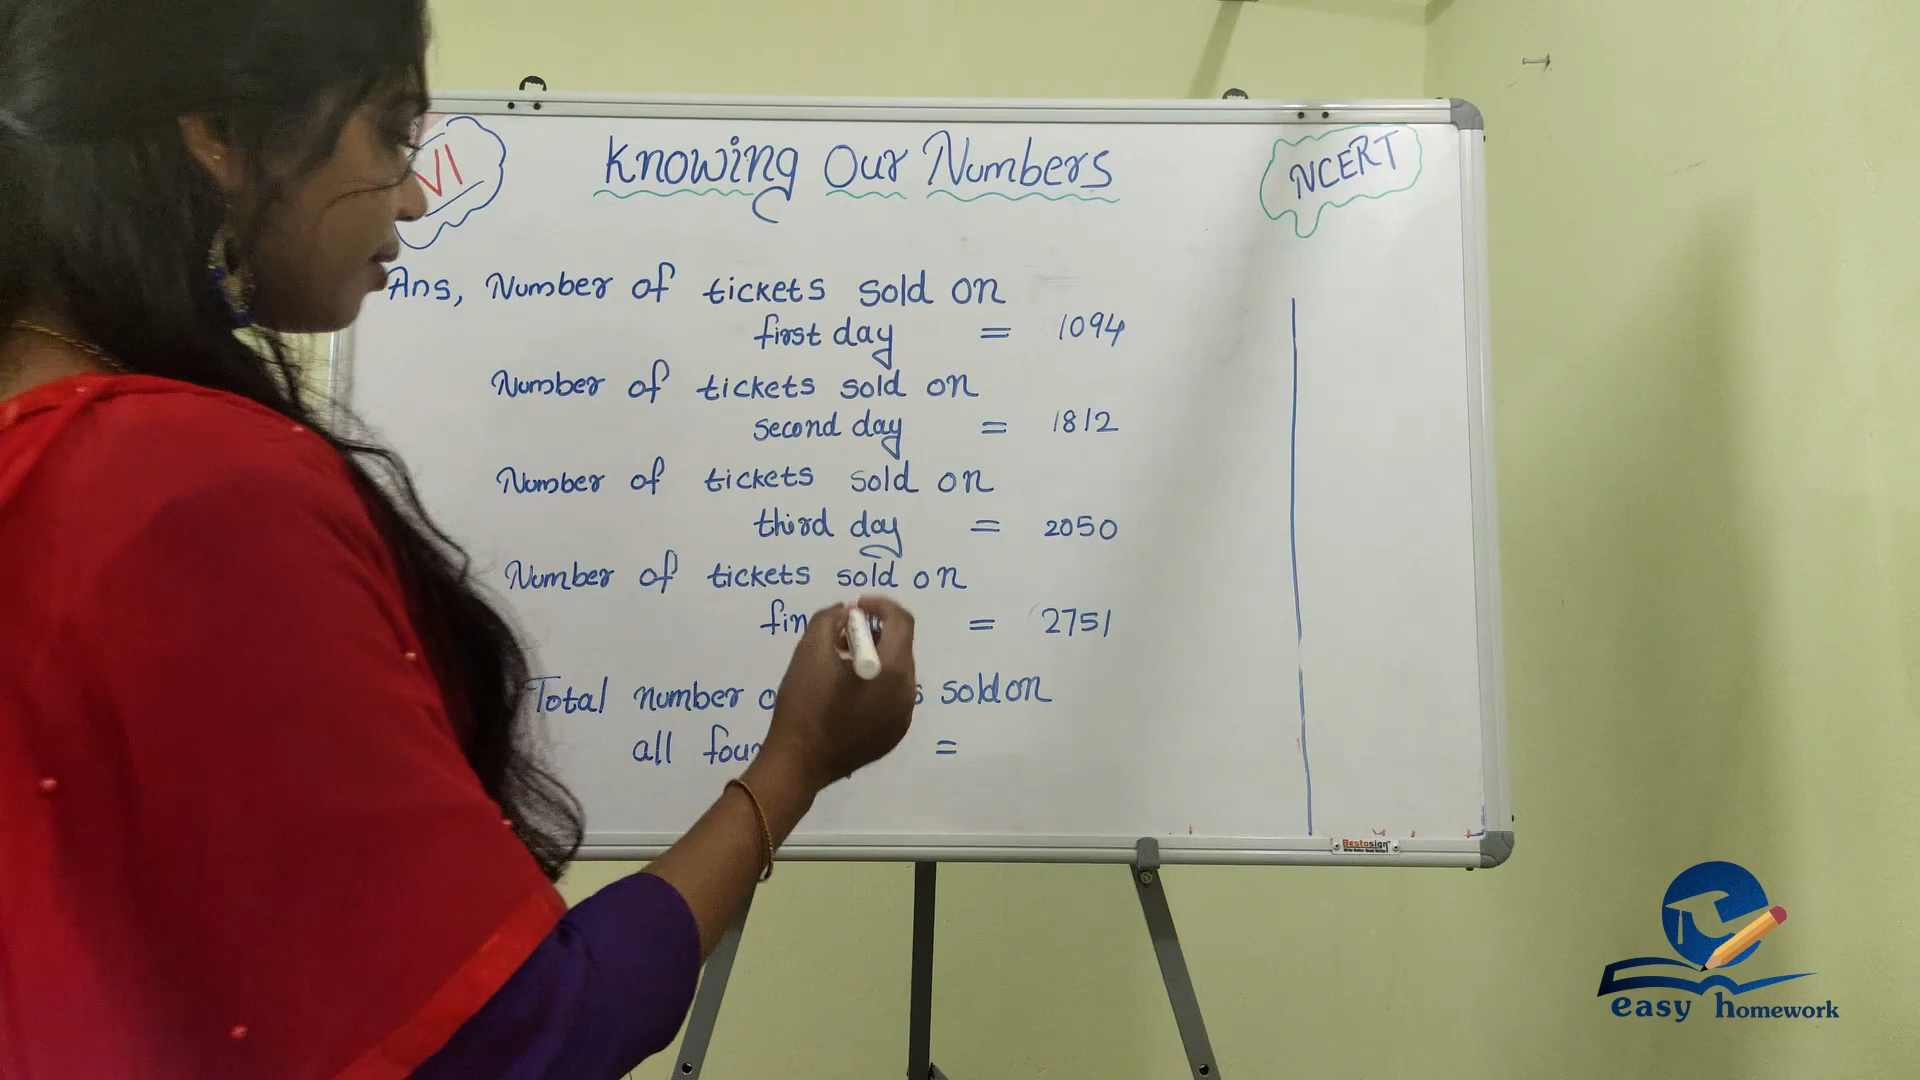 VI
Knowing Our Numbers
NCERT
Ans, Number of tickets sold on
first day = 1094
Number of tickets sold on
second day = 1812
Number of tickets sold on
third day = 2050
Number of tickets sold on
= 2751
Total number sold on
all =
Bestosign
easy homework